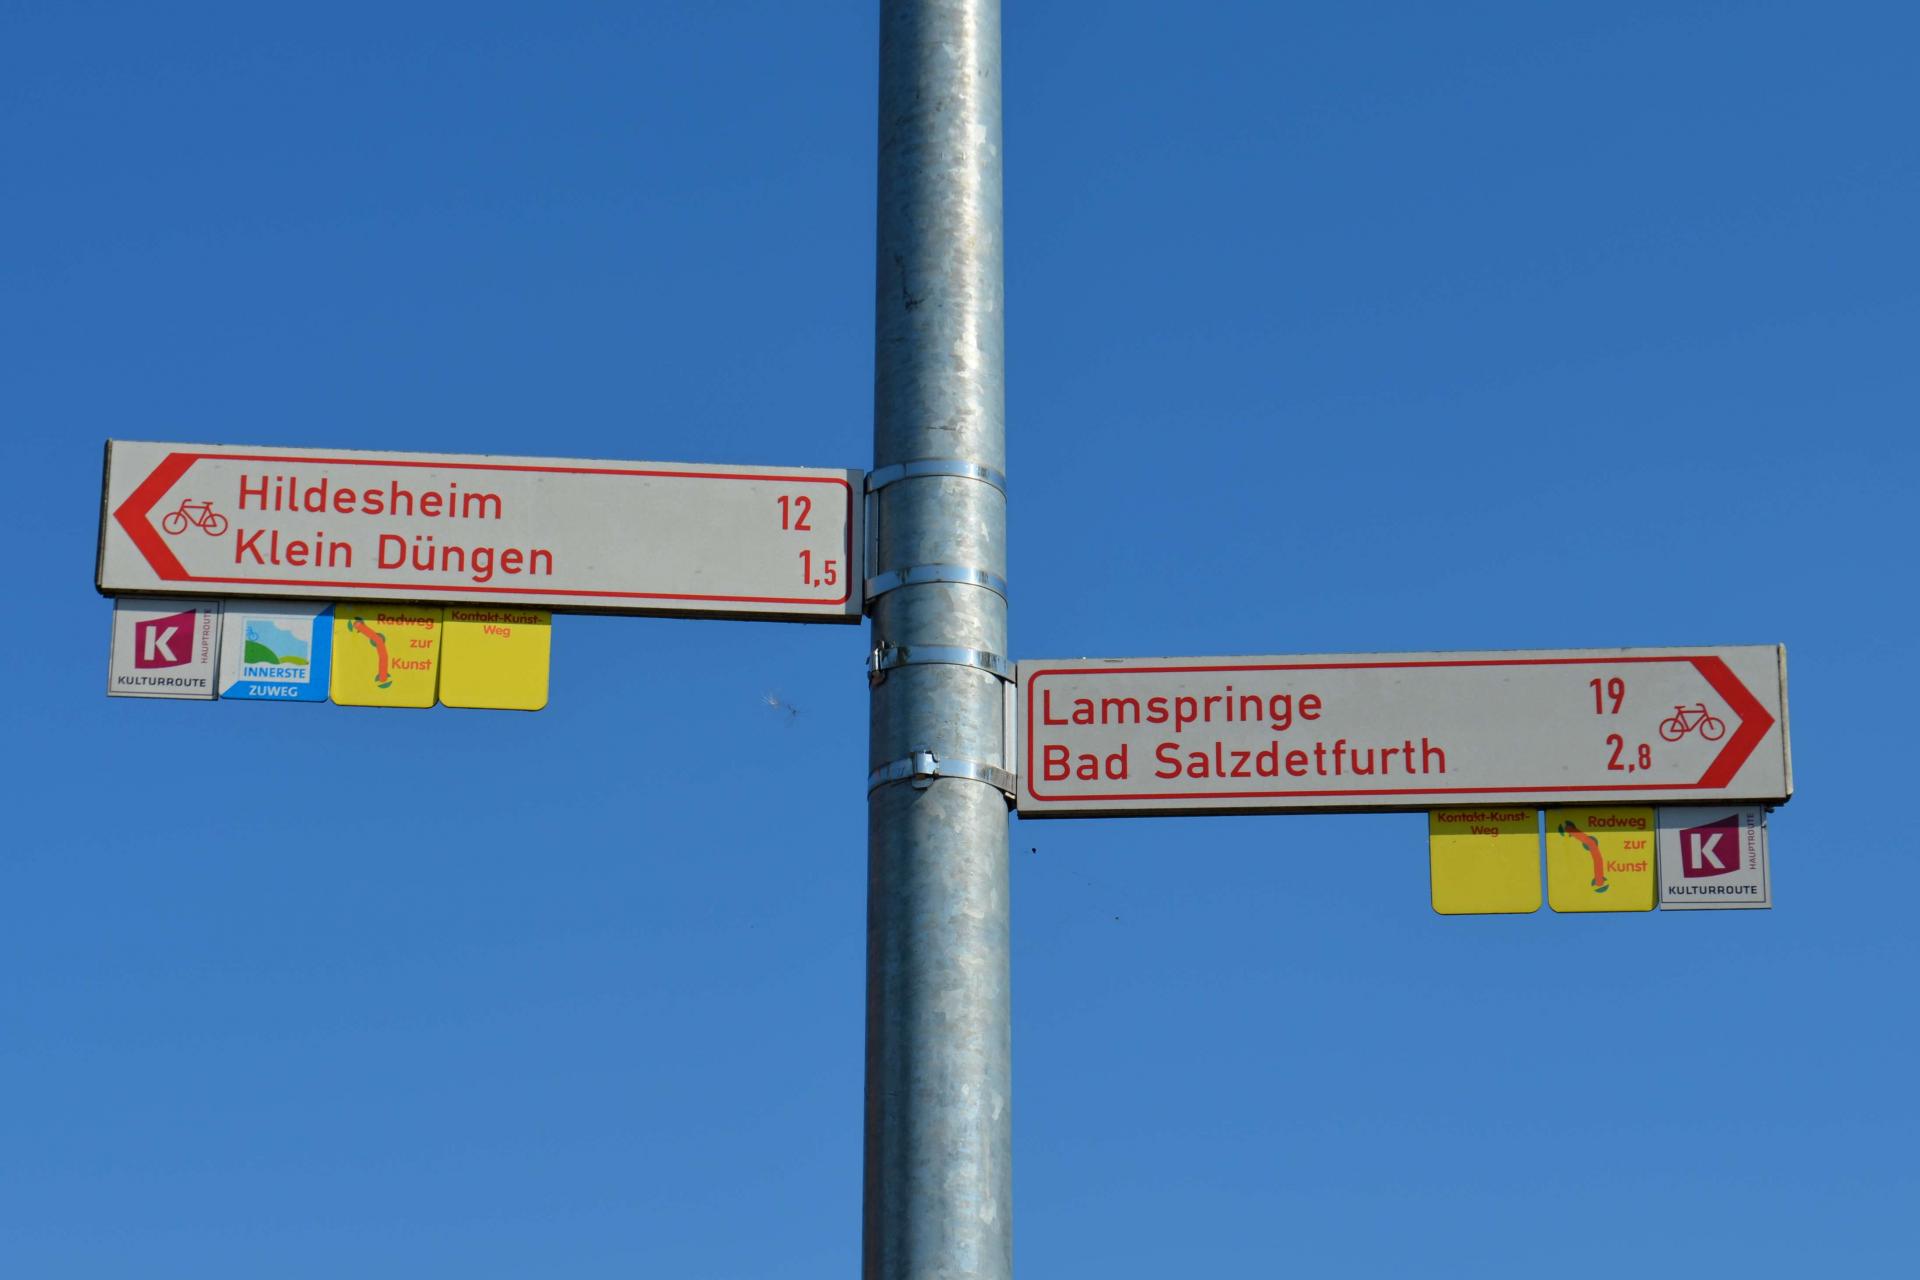 Hildesheim 12
Klein Düngen 1,5
K
HAUPTROUTE
KULTURROUTE
INNERSTE
ZUWEG
Radweg
zur
Kunst
Kontakt-Kunst-
Weg
Lamspringe 19
Bad Salzdetfurth 2,8
Kontakt-Kunst-
Weg
Radweg
zur
Kunst
K
HAUPTROUTE
KULTURROUTE